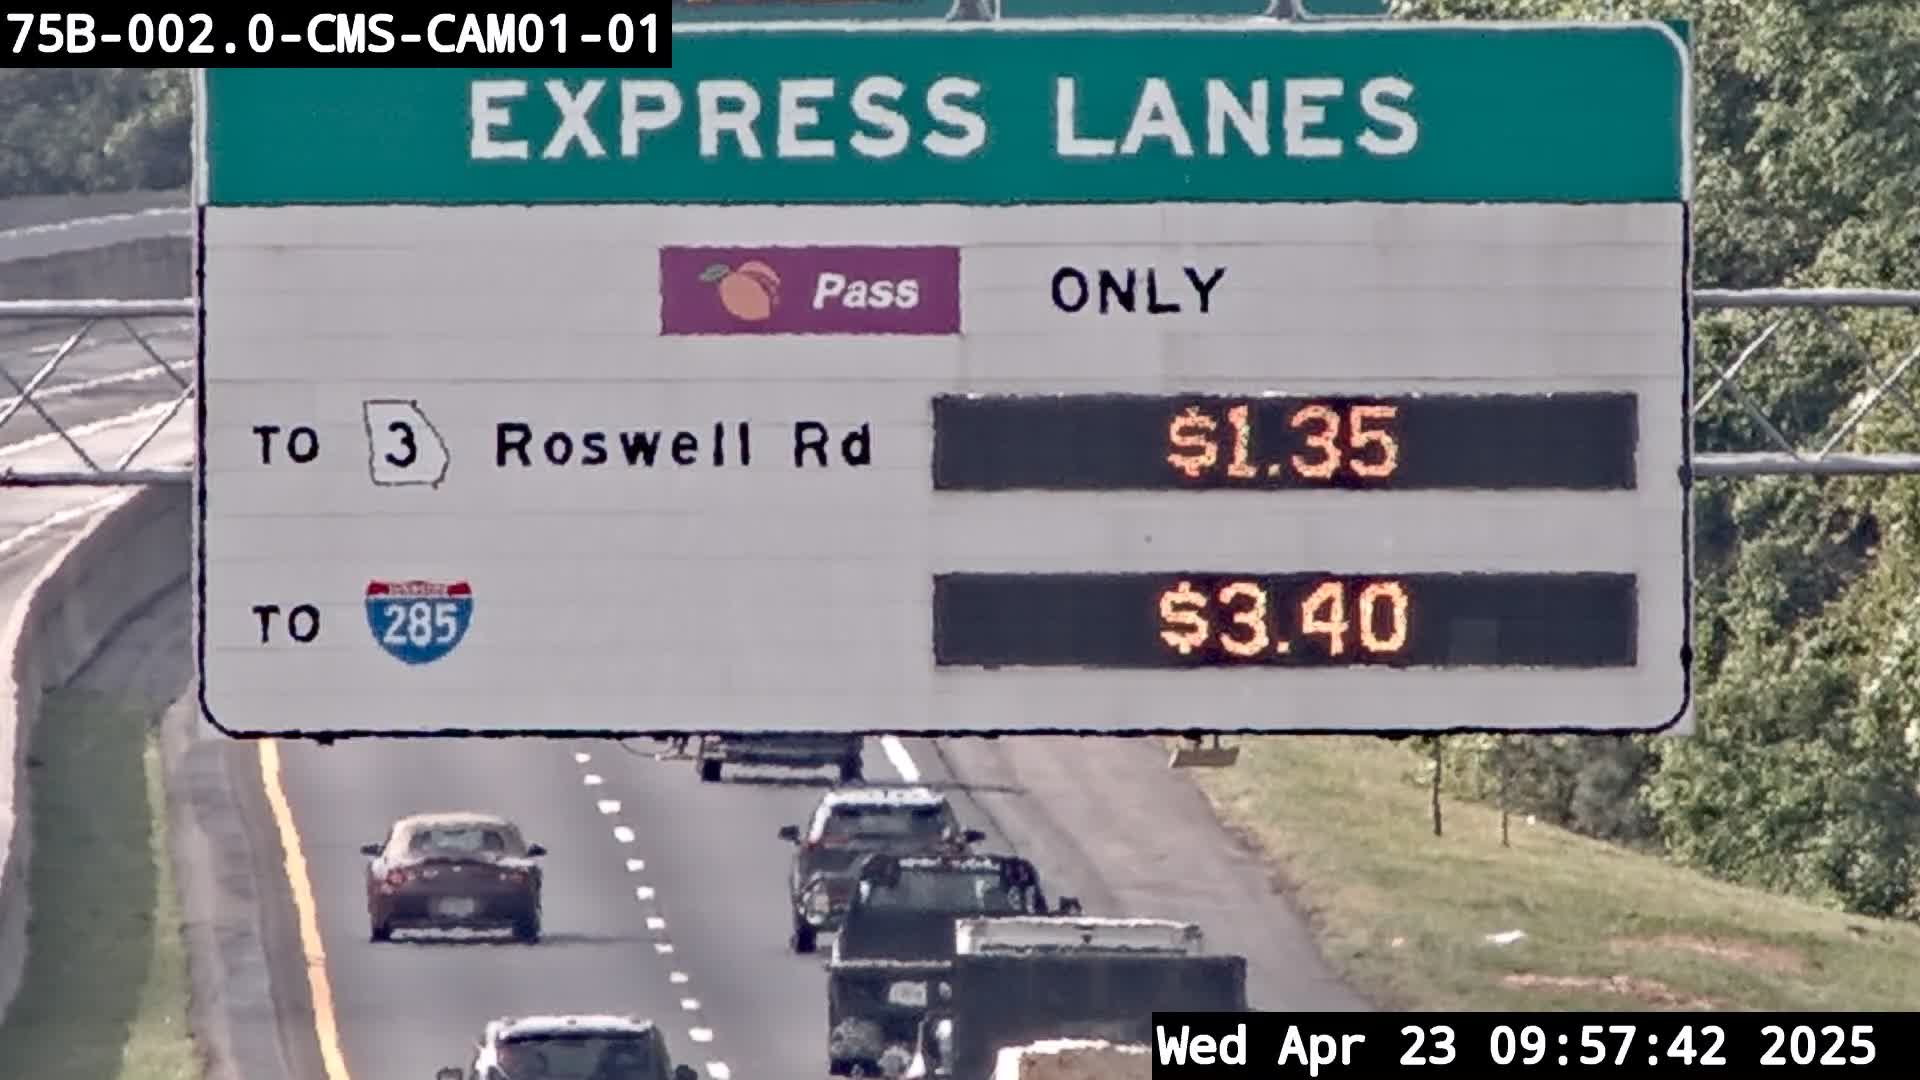 75B-002.0-CMS-CAM01-01
EXPRESS LANES
Pass ONLY
TO 3 Roswell Rd $1.35
TO 285 $3.40
Wed Apr 23 09:57:42 2025